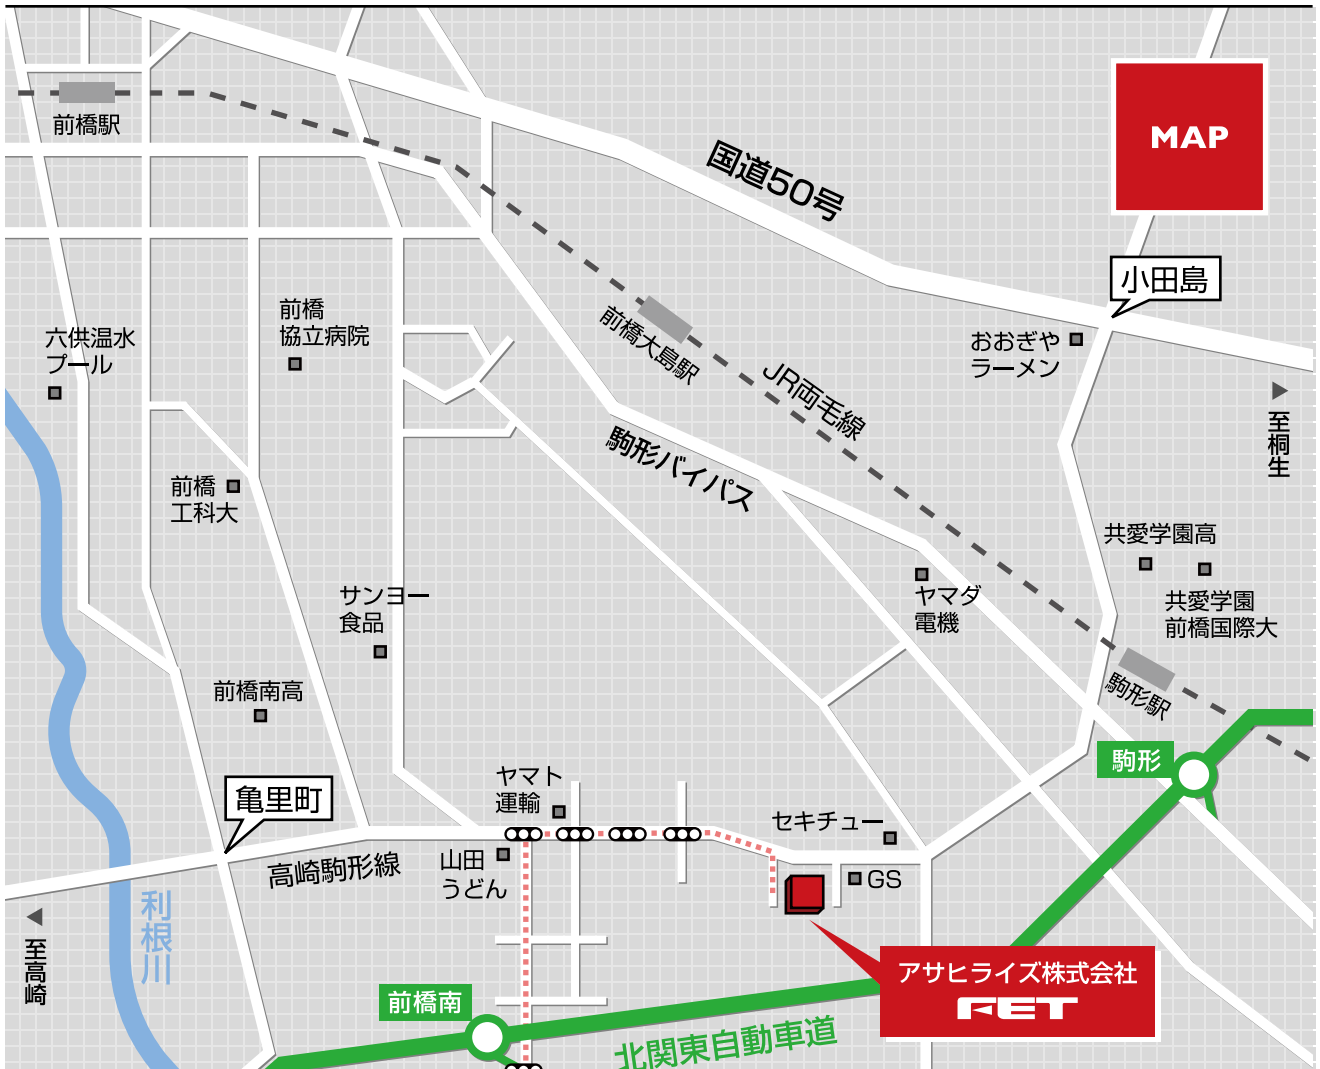 MAP
前橋駅
国道50号
小田島
前橋
協立病院
六供温水
プール
前橋大島駅
おおぎや
ラーメン
JR両毛線
至桐生
駒形バイパス
前橋
工科大
共愛学園高
サンヨー
食品
ヤマダ
電機
共愛学園
前橋国際大
前橋南高
駒形駅
駒形
ヤマト
運輸
亀里町
セキチュー
高崎駒形線
山田
うどん
GS
利根川
至高崎
アサヒライズ株式会社
FET
前橋南
北関東自動車道